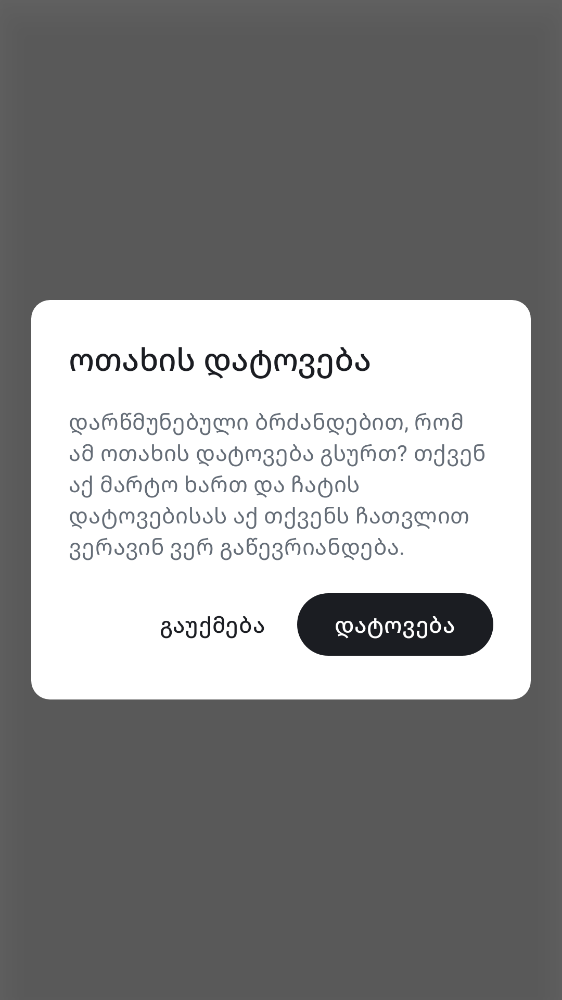 ოთახის დატოვება
დარწმუნებული ბრძანდებით, რომ
ამ ოთახის დატოვება გსურთ? თქვენ
აქ მარტო ხართ და ჩატის
დატოვებისას აქ თქვენს ჩათვლით
ვერავინ ვერ გაწევრიანდება.
გაუქმება
დატოვება